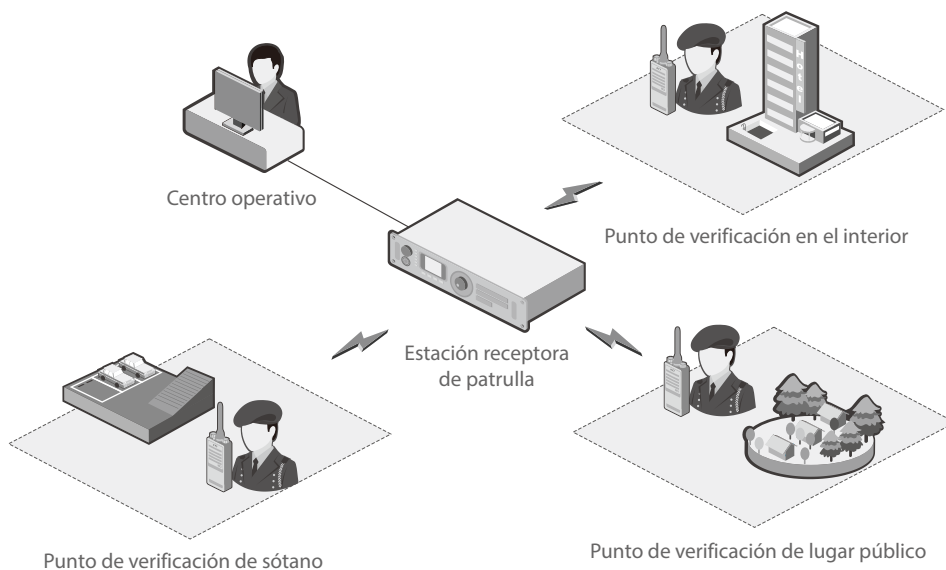 Hotel
Centro operativo
Punto de verificación en el interior
Estación receptora
de patrulla
Punto de verificación de sótano
Punto de verificación de lugar público